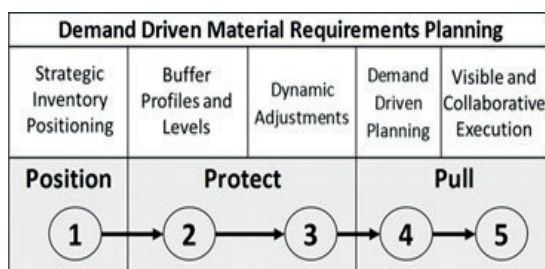 Demand Driven Material Requirements Planning
Strategic
Inventory
Positioning
Buffer
Profiles and
Levels
Dynamic
Adjustments
Demand
Driven
Planning
Visible and
Collaborative
Execution
Position
Protect
Pull
1
2
3
4
5